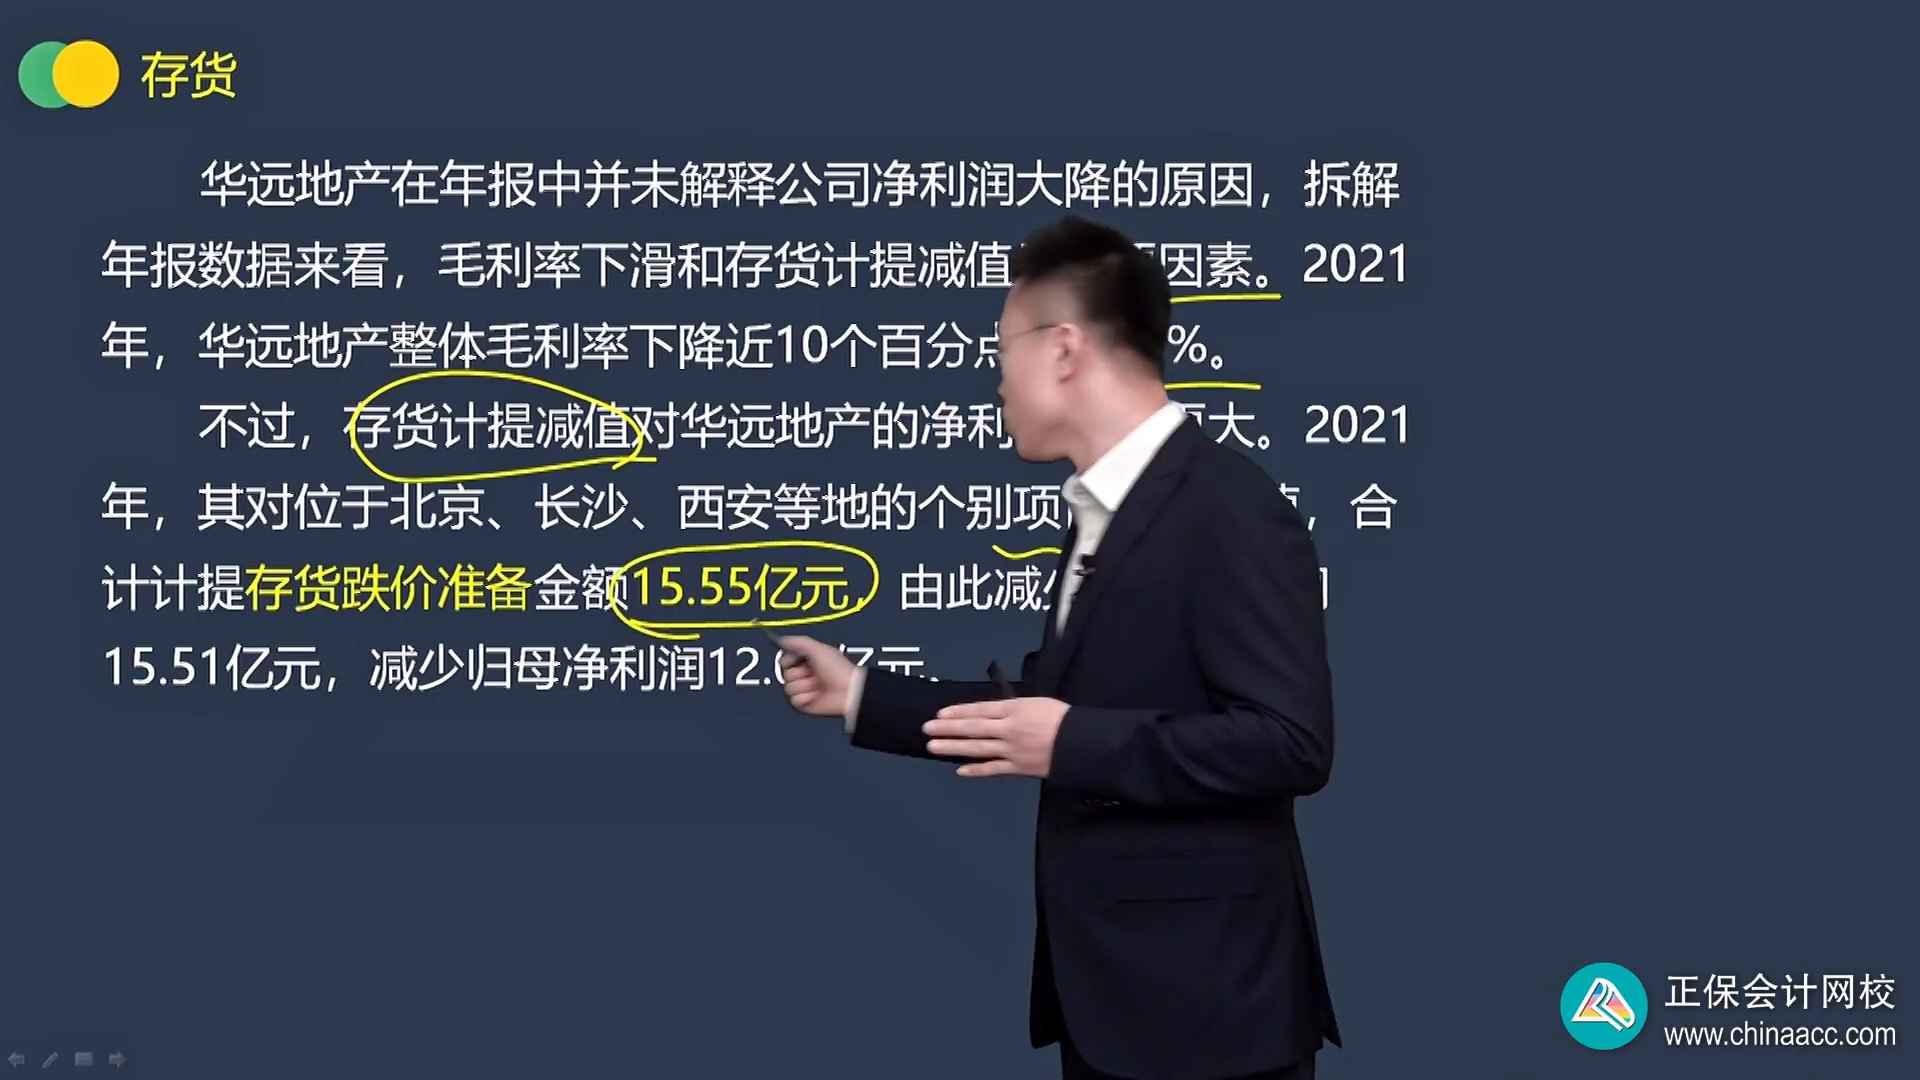 存货
华远地产在年报中并未解释公司净利润大降的原因，拆解
年报数据来看，毛利率下滑和存货计提减值 因素。2021
年，华远地产整体毛利率下降近10个百分点 %。
不过，存货计提减值对华远地产的净利 更大。2021
年，其对位于北京、长沙、西安等地的个别项 ，合
计计提存货跌价准备金额15.55亿元，由此减少
15.51亿元，减少归母净利润12. 亿元。
正保会计网校
www.chinaacc.com